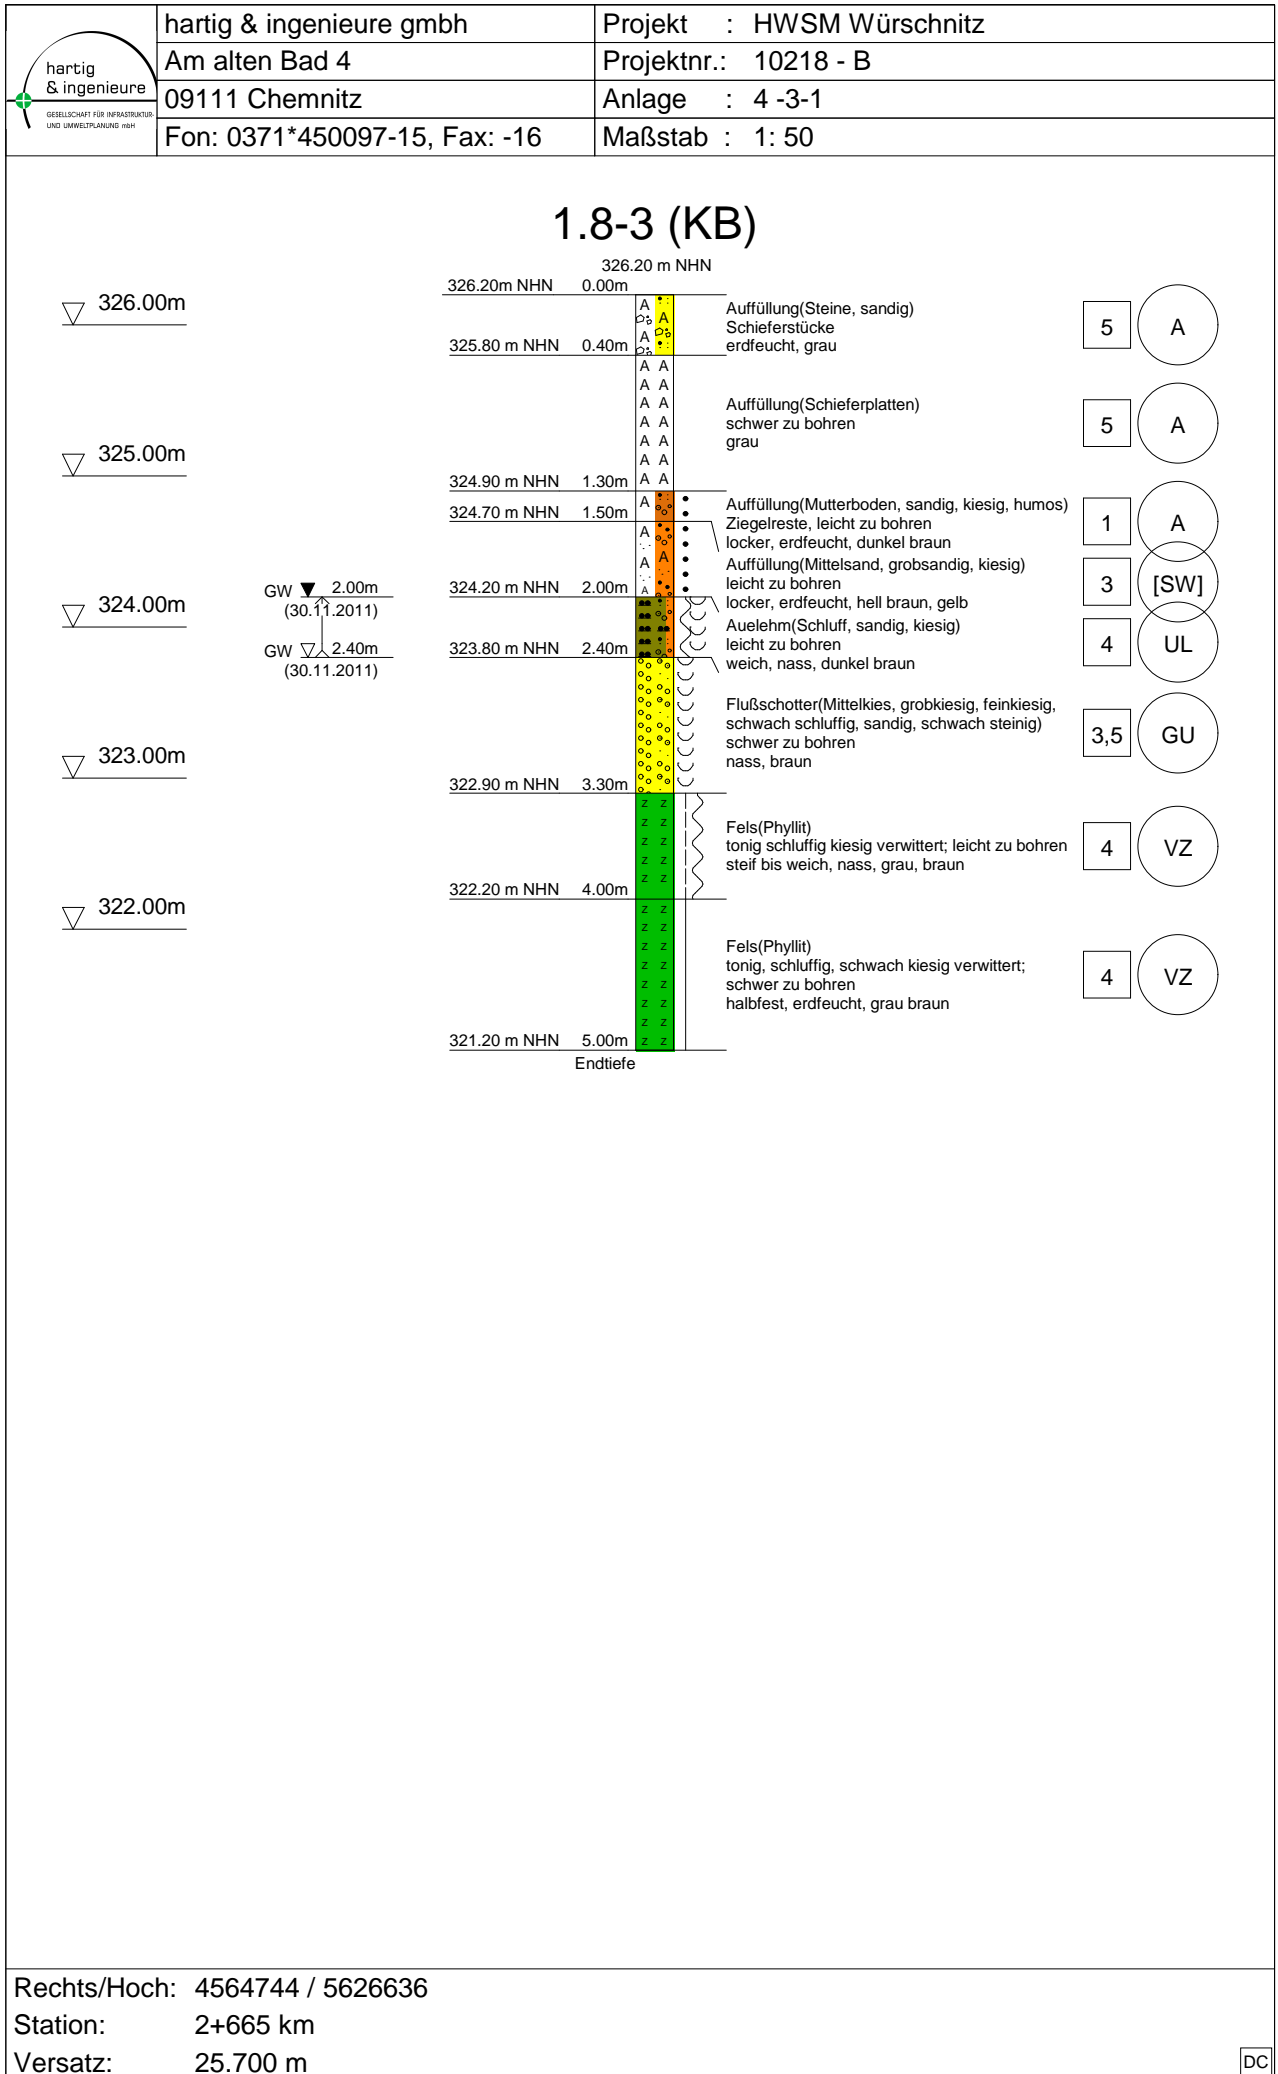 hartig
& ingenieure
GESELLSCHAFT FÜR INFRASTRUKTUR-
UND UMWELTPLANUNG mbH
hartig & ingenieure gmbh
Am alten Bad 4
09111 Chemnitz
Fon: 0371*450097-15, Fax: -16
Projekt : HWSM Würschnitz
Projektnr.: 10218 - B
Anlage : 4 -3-1
Maßstab : 1: 50
1.8-3 (KB)
326.20 m NHN
326.20m NHN 0.00m
326.00m
A
A
A
Auffüllung(Steine, sandig)
Schieferstücke
erdfeucht, grau
5 A
325.80 m NHN 0.40m
A A
A A
A A
A A
A A
A A
A A
Auffüllung(Schieferplatten)
schwer zu bohren
grau
5 A
325.00m
324.90 m NHN 1.30m
A
Auffüllung(Mutterboden, sandig, kiesig, humos)
Ziegelreste, leicht zu bohren
locker, erdfeucht, dunkel braun
1 A
324.70 m NHN 1.50m
A
A
A
A
Auffüllung(Mittelsand, grobsandig, kiesig)
leicht zu bohren
locker, erdfeucht, hell braun, gelb
3 [SW]
GW 2.00m
(30.11.2011)
324.20 m NHN 2.00m
324.00m
Auelehm(Schluff, sandig, kiesig)
leicht zu bohren
weich, nass, dunkel braun
4 UL
GW 2.40m
(30.11.2011)
323.80 m NHN 2.40m
Flußschotter(Mittelkies, grobkiesig, feinkiesig,
schwach schluffig, sandig, schwach steinig)
schwer zu bohren
nass, braun
3,5 GU
323.00m
322.90 m NHN 3.30m
z z
z z
z z
z z
z z
Fels(Phyllit)
tonig schluffig kiesig verwittert; leicht zu bohren
steif bis weich, nass, grau, braun
4 VZ
322.20 m NHN 4.00m
322.00m
z z
z z
z z
z z
z z
z z
z z
z z
Fels(Phyllit)
tonig, schluffig, schwach kiesig verwittert;
schwer zu bohren
halbfest, erdfeucht, grau braun
4 VZ
321.20 m NHN 5.00m
Endtiefe
Rechts/Hoch: 4564744 / 5626636
Station: 2+665 km
Versatz: 25.700 m
DC